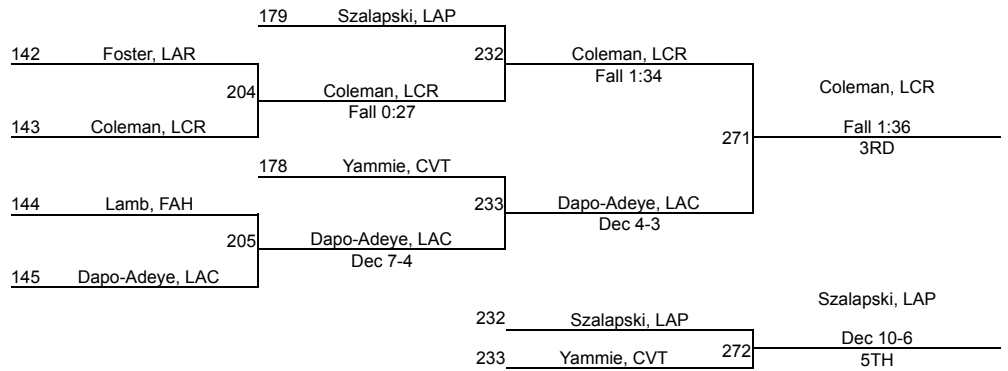 179 Szalapski, LAP
142 Foster, LAR
232 Coleman, LCR
Fall 1:34
204 Coleman, LCR
Fall 0:27
Coleman, LCR
143 Coleman, LCR
271 Fall 1:36
3RD
178 Yammie, CVT
144 Lamb, FAH
233 Dapo-Adeye, LAC
Dec 4-3
205 Dapo-Adeye, LAC
Dec 7-4
145 Dapo-Adeye, LAC
Szalapski, LAP
232 Szalapski, LAP
272 Dec 10-6
5TH
233 Yammie, CVT